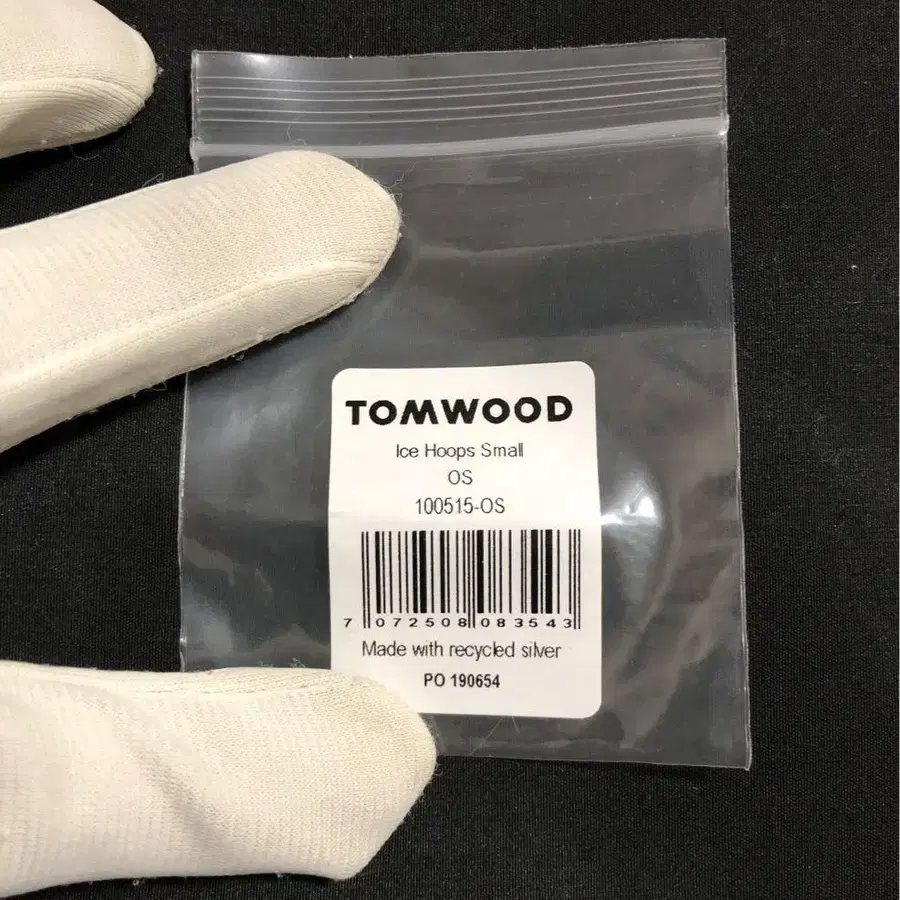 TOMWOOD
Ice Hoops Small
OS
100515-OS
7 072508 083543
Made with recycled silver
PO 190654